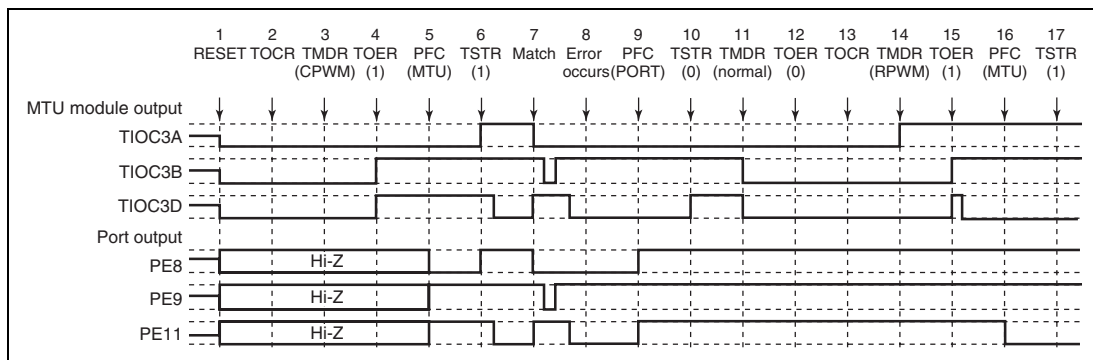 1 2 3 4 5 6 7 8 9 10 11 12 13 14 15 16 17
RESET TOCR TMDR TOER PFC TSTR Match Error PFC TSTR TMDR TOER TOCR TMDR TOER PFC TSTR
(CPWM) (1) (MTU) (1) occurs (PORT) (0) (normal) (0) (RPWM) (1) (MTU) (1)
MTU module output
TIOC3A
TIOC3B
TIOC3D
Port output
PE8 Hi-Z
PE9 Hi-Z
PE11 Hi-Z